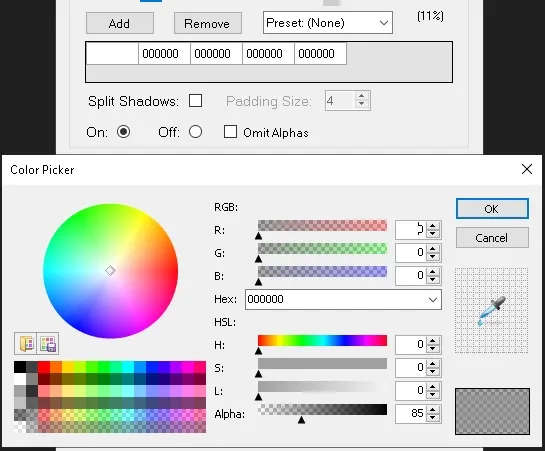 Add Remove Preset: (None) (11%)
000000 000000 000000 000000
Split Shadows: Padding Size: 4
On: Off: Omit Alphas
Color Picker
RGB:
OK
R:
G: 0
Cancel
B: 0
Hex: 000000
HSL:
H: 0
S: 0
L: 0
Alpha: 85